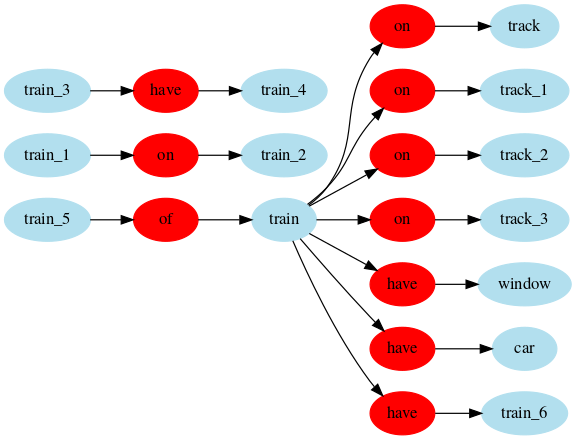 on track
train_3 have train_4 on track_1
train_1 on train_2 on track_2
train_5 of train on track_3
have window
have car
have train_6